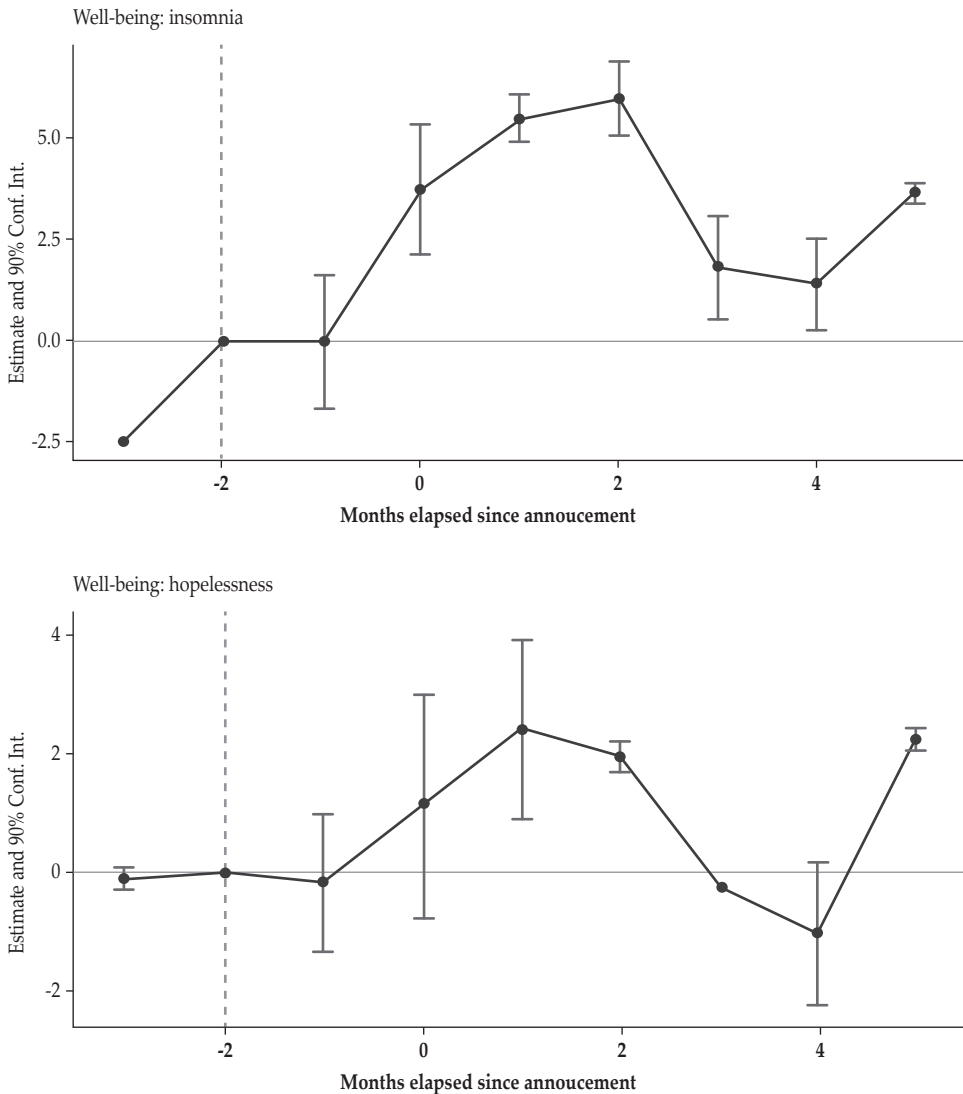 Well-being: insomnia
Estimate and 90% Conf. Int.
5.0
2.5
0.0
-2.5
-2 0 2 4
Months elapsed since annoucement
Well-being: hopelessness
Estimate and 90% Conf. Int.
4
2
0
-2
-2 0 2 4
Months elapsed since annoucement